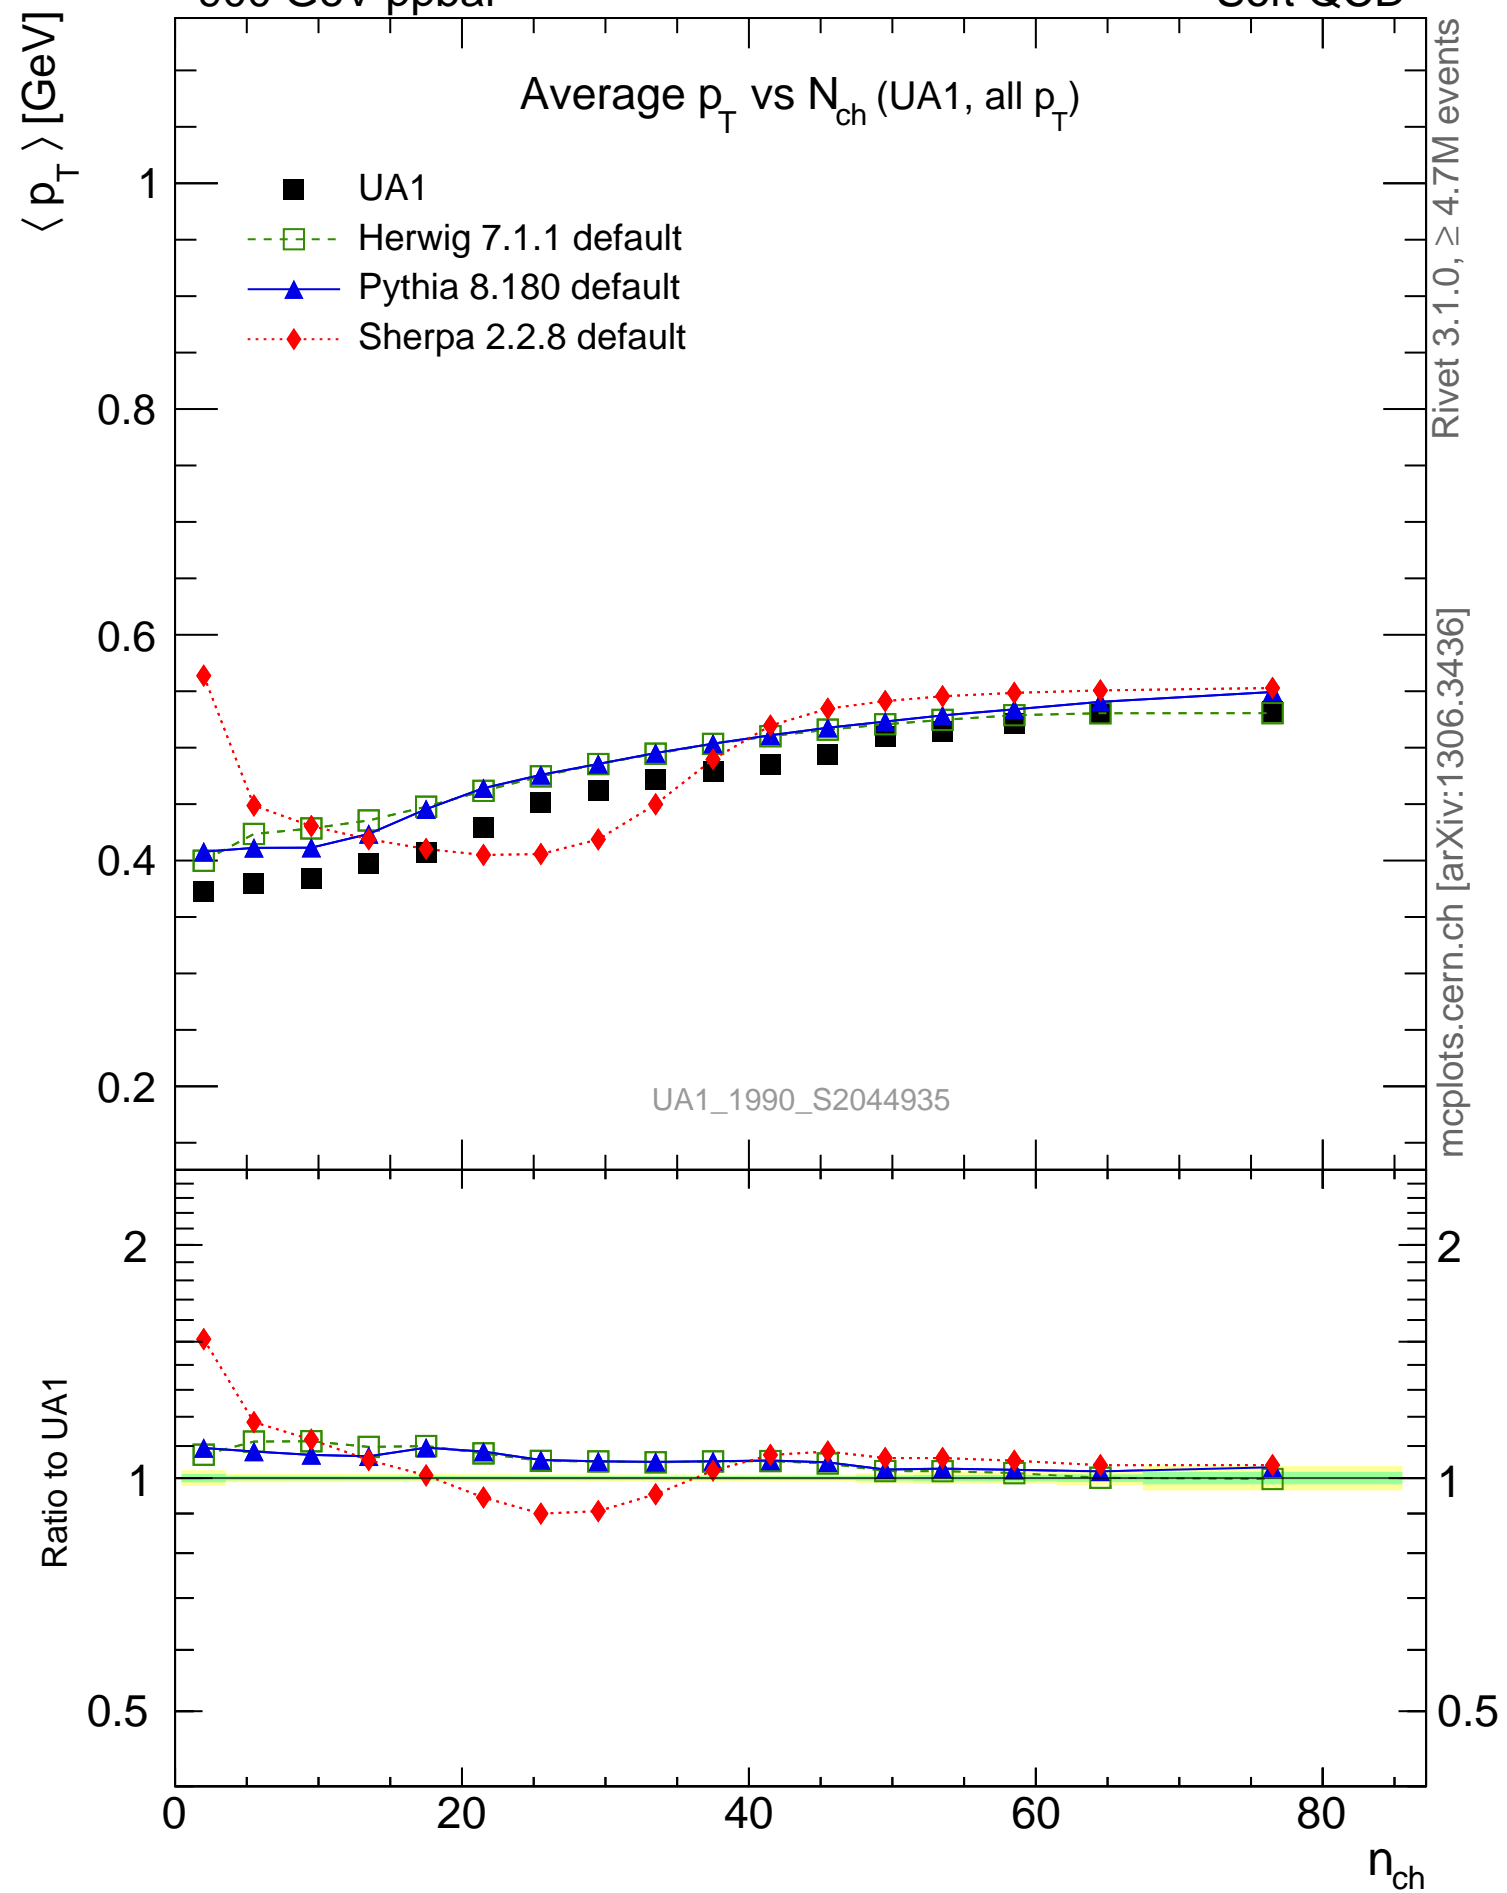 ⟨ p_T ⟩ [GeV]
Average p_T vs N_ch (UA1, all p_T)
UA1
Herwig 7.1.1 default
Pythia 8.180 default
Sherpa 2.2.8 default
1
0.8
0.6
0.4
0.2
UA1_1990_S2044935
Rivet 3.1.0, ≥ 4.7M events
mcplots.cern.ch [arXiv:1306.3436]
Ratio to UA1
2
1
0.5
2
1
0.5
0 20 40 60 80
n_ch